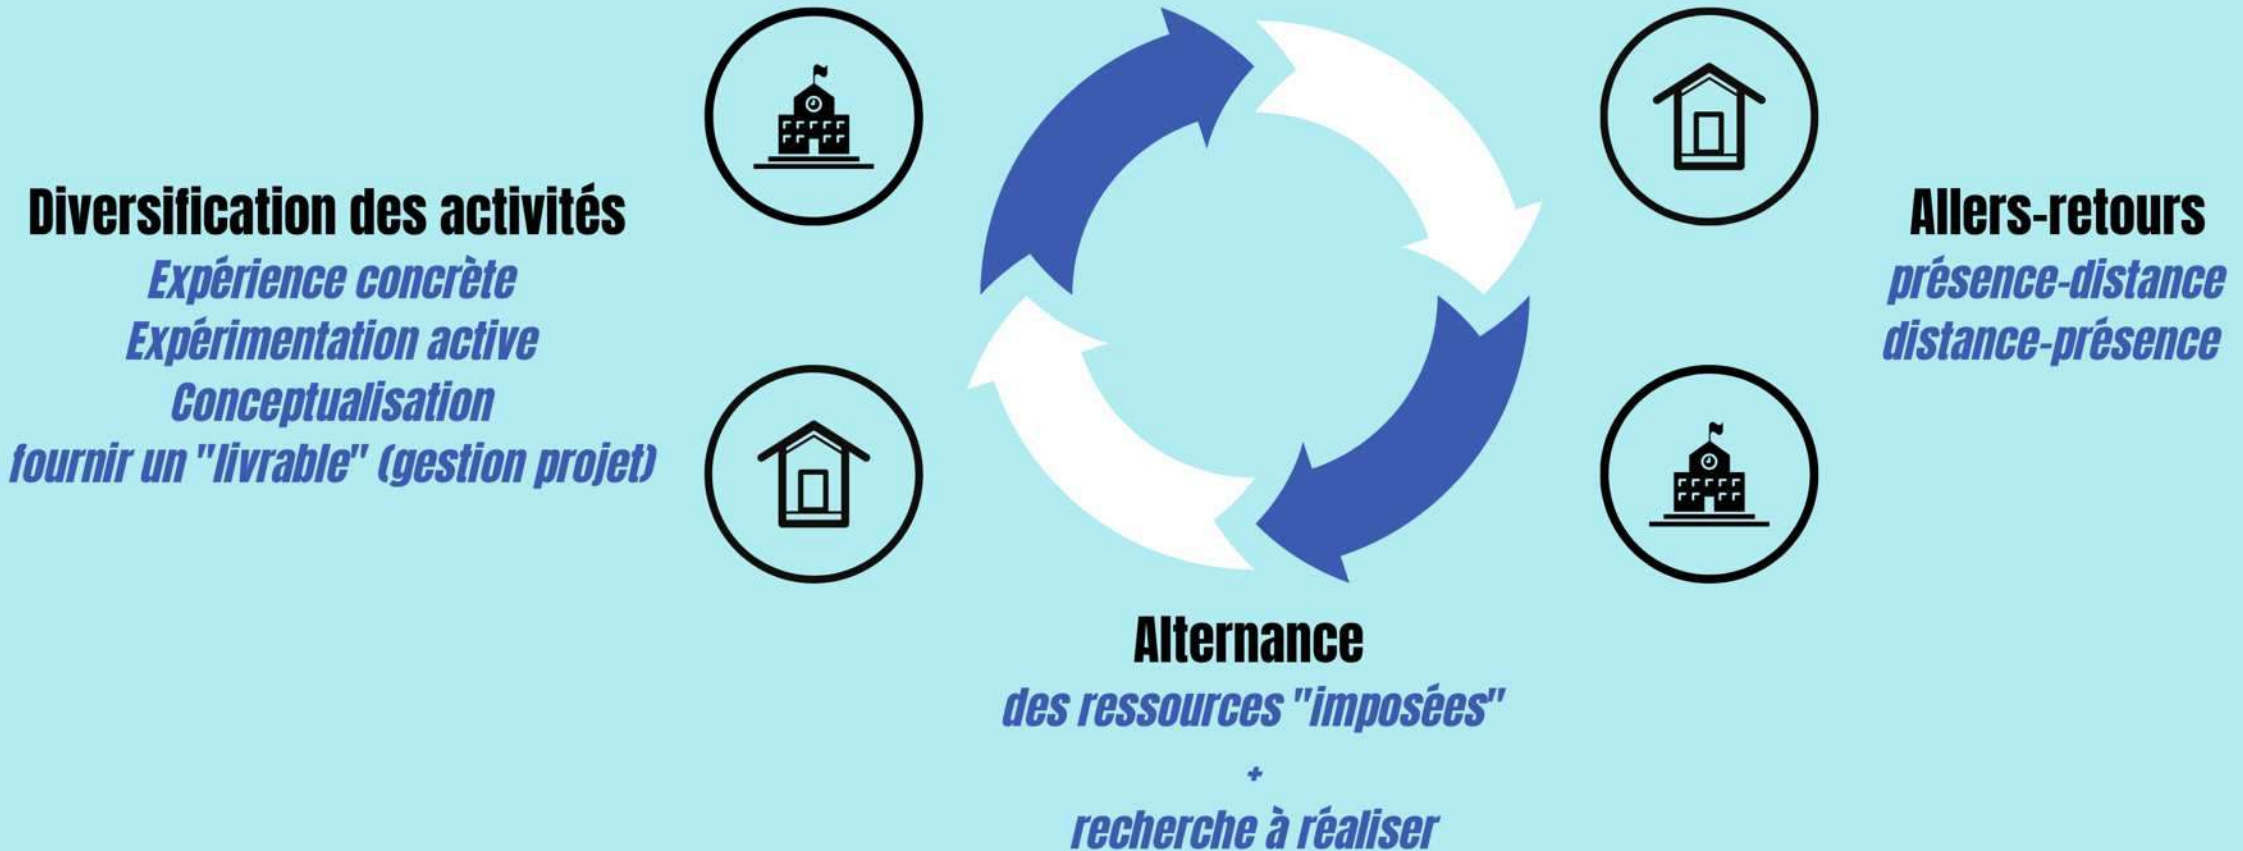 Diversification des activités
Expérience concrète
Expérimentation active
Conceptualisation
fournir un "livrable" (gestion projet)
Allers-retours
présence-distance
distance-présence
Alternance
des ressources "imposées"
+
recherche à réaliser